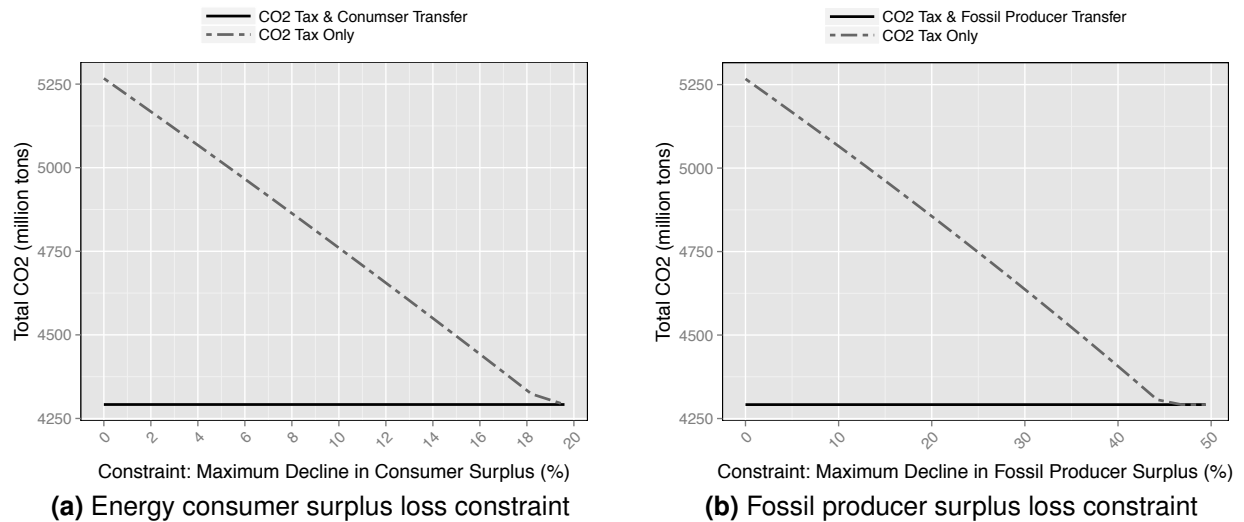 CO2 Tax & Conumser Transfer
CO2 Tax Only
5250
5000
4750
4500
4250
Total CO2 (million tons)
0 2 4 6 8 10 12 14 16 18 20
Constraint: Maximum Decline in Consumer Surplus (%)
(a) Energy consumer surplus loss constraint
CO2 Tax & Fossil Producer Transfer
CO2 Tax Only
5250
5000
4750
4500
4250
Total CO2 (million tons)
0 10 20 30 40 50
Constraint: Maximum Decline in Fossil Producer Surplus (%)
(b) Fossil producer surplus loss constraint